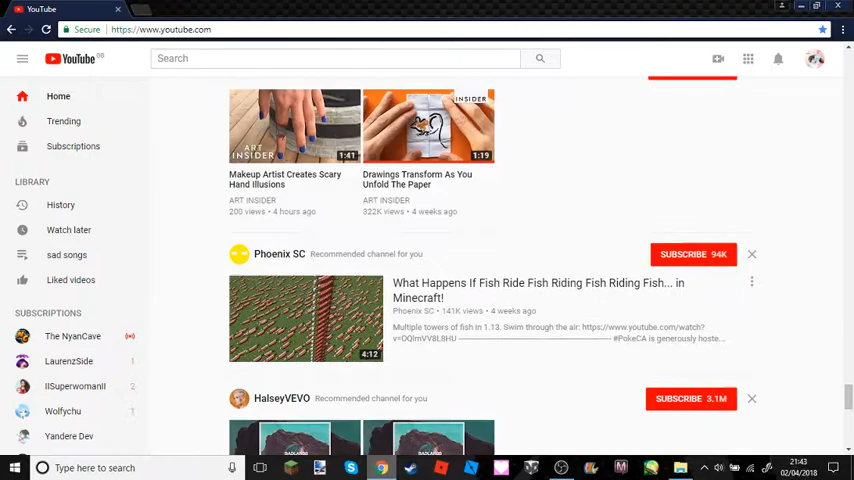 YouTube
Secure https://www.youtube.com
YouTube GB
Search
Home
Trending
Subscriptions
LIBRARY
History
Watch later
sad songs
Liked videos
SUBSCRIPTIONS
The NyanCave
LaurenzSide 1
IISuperwomanII 2
Wolfychu 1
Yandere Dev
ART
INSIDER
1:41
INSIDER
1:19
Makeup Artist Creates Scary
Hand Illusions
ART INSIDER
200 views • 4 hours ago
Drawings Transform As You
Unfold The Paper
ART INSIDER
322K views • 4 weeks ago
Phoenix SC Recommended channel for you
SUBSCRIBE 94K
4:12
What Happens If Fish Ride Fish Riding Fish Riding Fish... in
Minecraft!
Phoenix SC • 141K views • 4 weeks ago
Multiple towers of fish in 1.13. Swim through the air: https://www.youtube.com/watch?
v=OQlmVV8L8HU ———————————————— #PokeCA is generously hoste...
HalseyVEVO Recommended channel for you
SUBSCRIBE 3.1M
BADLANDS
BADLANDS
Type here to search
21:43
02/04/2018